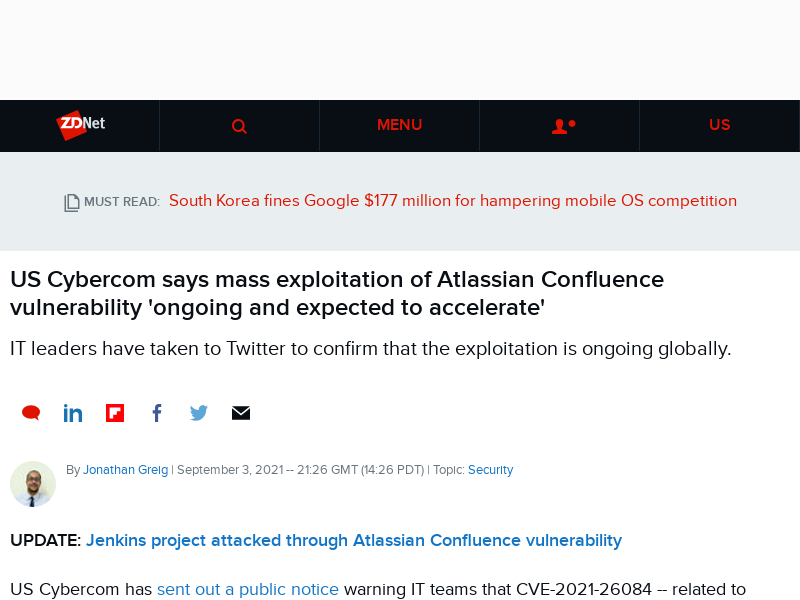 ZDNet
MENU
US
MUST READ: South Korea fines Google $177 million for hampering mobile OS competition
US Cybercom says mass exploitation of Atlassian Confluence
vulnerability 'ongoing and expected to accelerate'
IT leaders have taken to Twitter to confirm that the exploitation is ongoing globally.
By Jonathan Greig | September 3, 2021 -- 21:26 GMT (14:26 PDT) | Topic: Security
UPDATE: Jenkins project attacked through Atlassian Confluence vulnerability
US Cybercom has sent out a public notice warning IT teams that CVE-2021-26084 -- related to